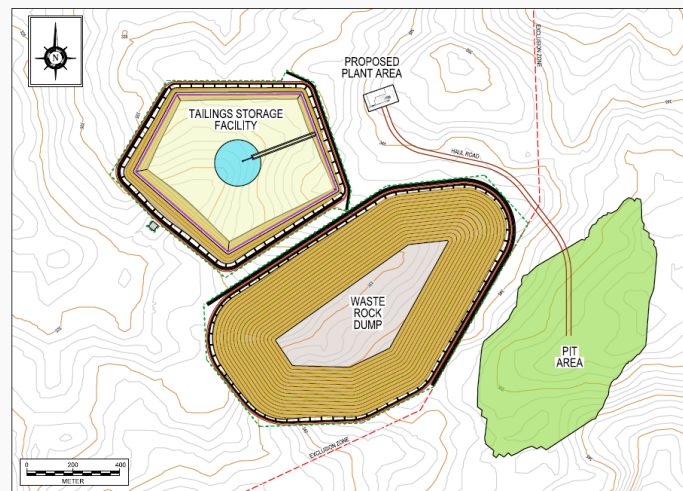 N
PROPOSED
PLANT AREA
EXCLUSION ZONE
TAILINGS STORAGE
FACILITY
HAUL ROAD
WASTE
ROCK
DUMP
PIT
AREA
EXCLUSION ZONE
0 200 400
METER